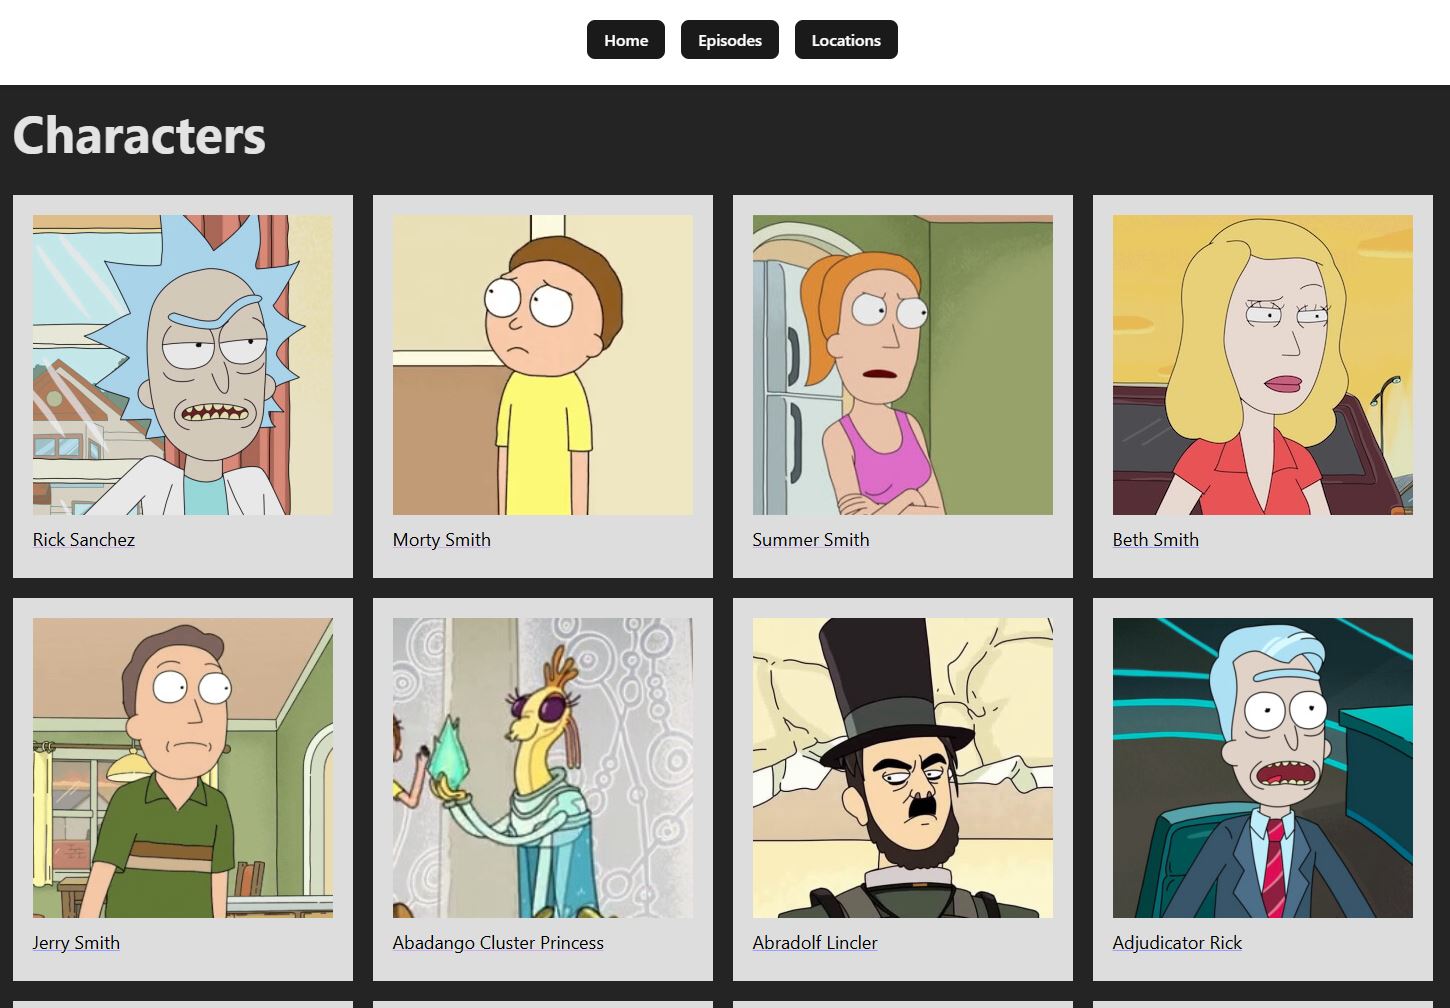 Home Episodes Locations
Characters
Rick Sanchez
Morty Smith
Summer Smith
Beth Smith
Jerry Smith
Abadango Cluster Princess
Abradolf Lincler
Adjudicator Rick